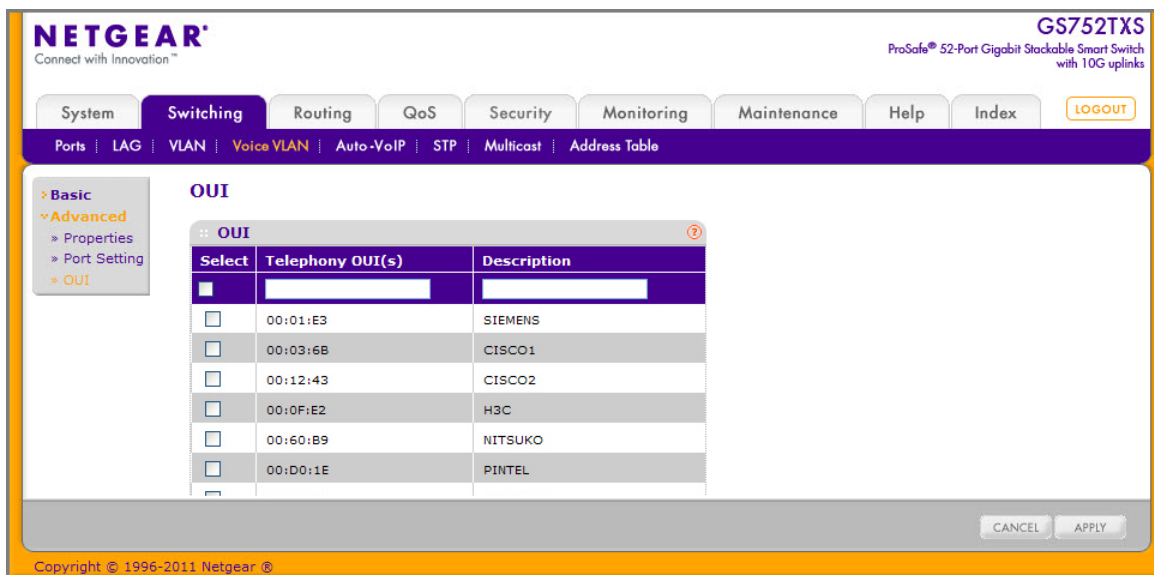 NETGEAR®
Connect with Innovation™
GS752TXS
ProSafe® 52-Port Gigabit Stackable Smart Switch
with 10G uplinks
System Switching Routing QoS Security Monitoring Maintenance Help Index LOGOUT
Ports LAG VLAN Voice VLAN Auto-VoIP STP Multicast Address Table
Basic
Advanced
» Properties
» Port Setting
» OUI
OUI
OUI ?
Select Telephony OUI(s) Description
00:01:E3 SIEMENS
00:03:6B CISCO1
00:12:43 CISCO2
00:0F:E2 H3C
00:60:B9 NITSUKO
00:D0:1E PINTEL
CANCEL APPLY
Copyright © 1996-2011 Netgear ®